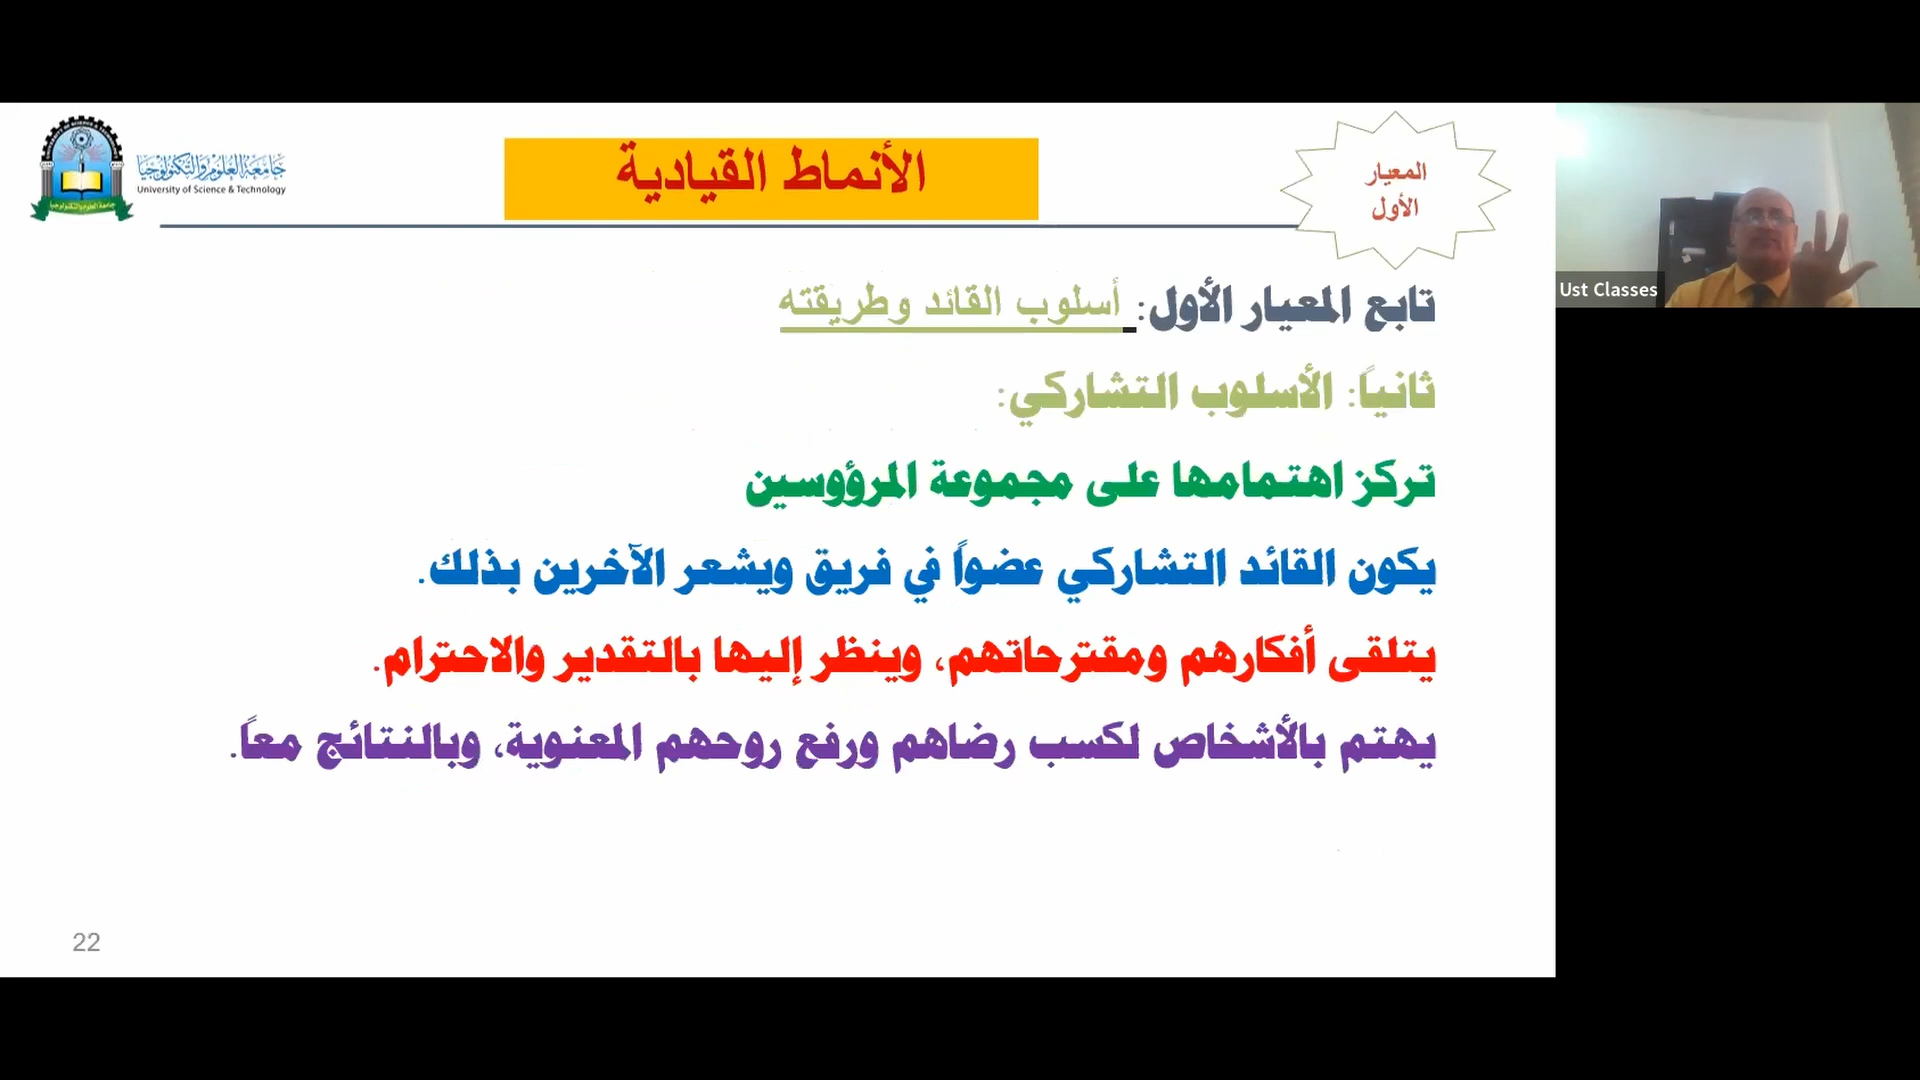 جامعة العلوم والتكنولوجيا
University of Science & Technology
الأنماط القيادية
المعيار
الأول
Ust Classes
تابع المعيار الأول: أسلوب القائد وطريقته
ثانياً: الأسلوب التشاركي:
تركز اهتمامها على مجموعة المرؤوسين
يكون القائد التشاركي عضواً في فريق ويشعر الآخرين بذلك.
يتلقى أفكارهم ومقترحاتهم، وينظر إليها بالتقدير والاحترام.
يهتم بالأشخاص لكسب رضاهم ورفع روحهم المعنوية، وبالنتائج معاً.
22